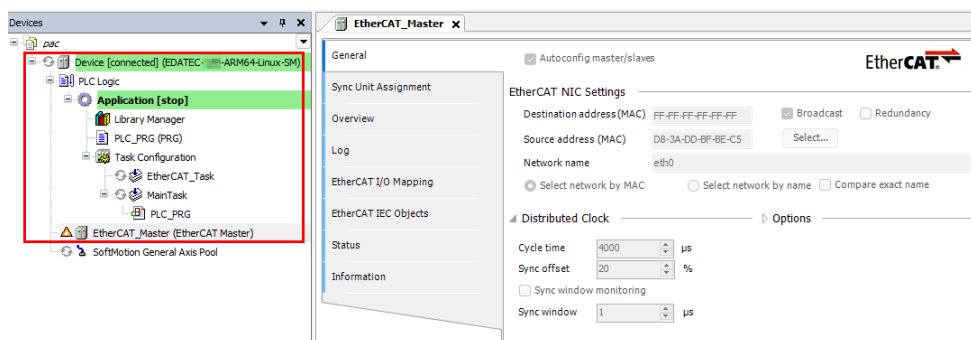 Devices
pac
Device [connected] (EDATEC- -ARM64-Linux-SM)
PLC Logic
Application [stop]
Library Manager
PLC_PRG (PRG)
Task Configuration
EtherCAT_Task
MainTask
PLC_PRG
EtherCAT_Master (EtherCAT Master)
SoftMotion General Axis Pool
EtherCAT_Master
General
Sync Unit Assignment
Overview
Log
EtherCAT I/O Mapping
EtherCAT IEC Objects
Status
Information
Autoconfig master/slaves
EtherCAT
EtherCAT NIC Settings
Destination address (MAC) FF-FF-FF-FF-FF-FF Broadcast Redundancy
Source address (MAC) D8-3A-DD-BF-BE-C5 Select...
Network name eth0
Select network by MAC Select network by name Compare exact name
Distributed Clock Options
Cycle time 4000 µs
Sync offset 20 %
Sync window monitoring
Sync window 1 µs